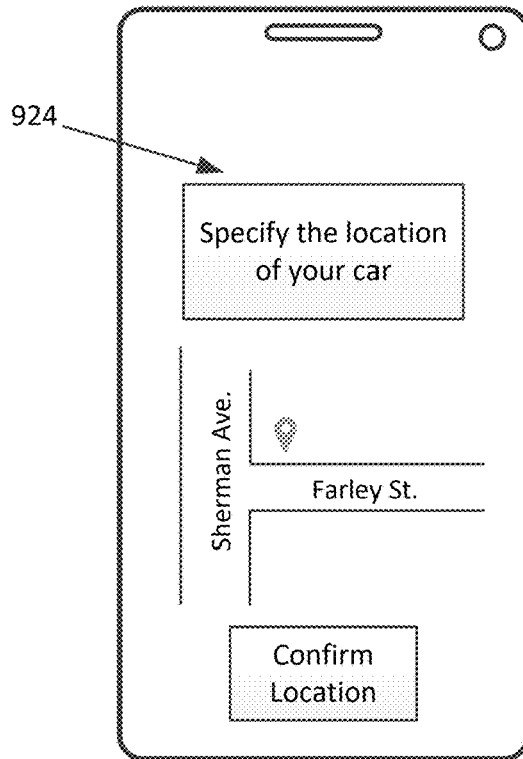 924
Specify the location
of your car
Sherman Ave.
Farley St.
Confirm
Location